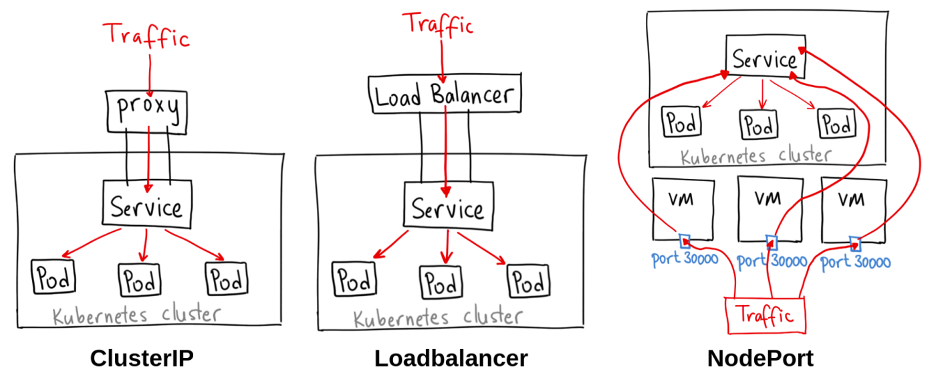 Traffic
proxy
Service
Pod Pod Pod
Kubernetes cluster
ClusterIP
Traffic
Load Balancer
Service
Pod Pod Pod
Kubernetes cluster
Loadbalancer
Service
Pod Pod Pod
Kubernetes cluster
VM VM VM
port 30000 port 30000 port 30000
Traffic
NodePort